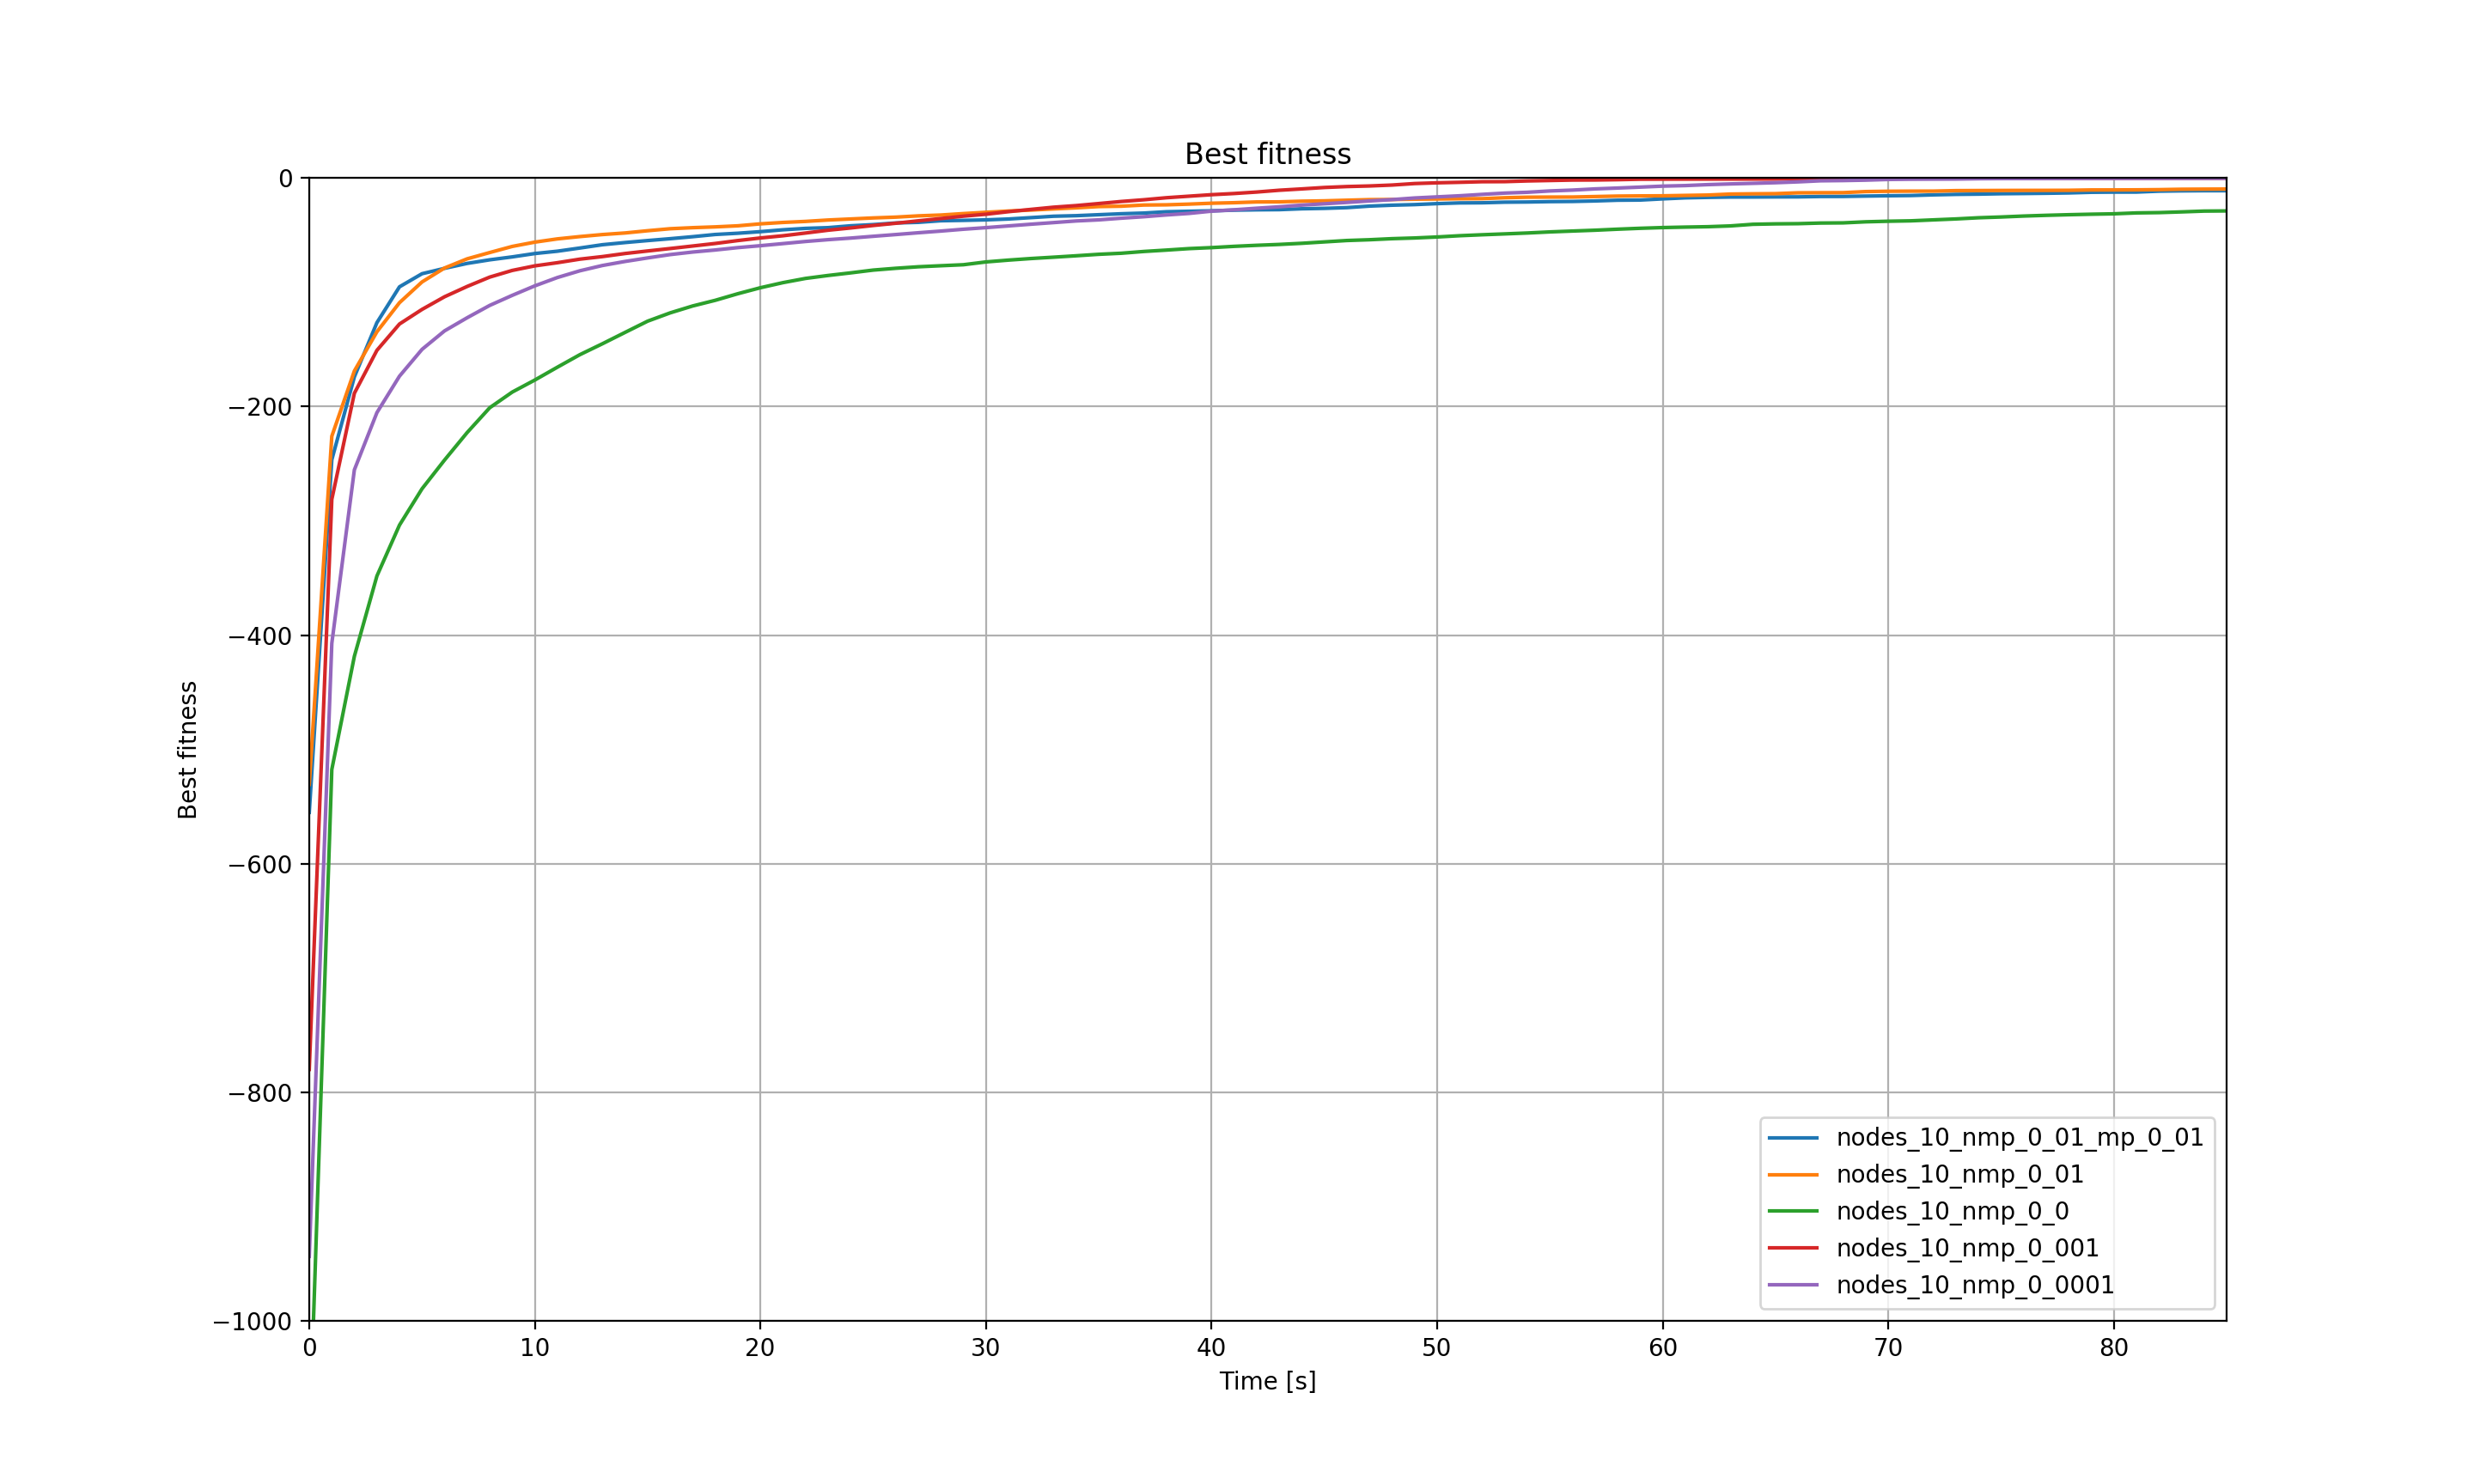 Best fitness
0
−200
−400
−600
−800
−1000
Best fitness
0 10 20 30 40 50 60 70 80
Time [s]
nodes_10_nmp_0_01_mp_0_01
nodes_10_nmp_0_01
nodes_10_nmp_0_0
nodes_10_nmp_0_001
nodes_10_nmp_0_0001